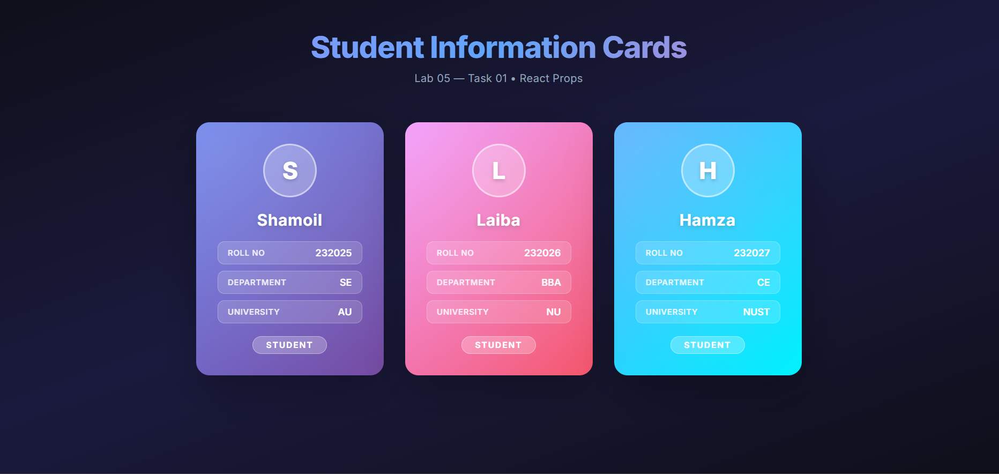 Student Information Cards
Lab 05 — Task 01 • React Props
S
Shamoil
ROLL NO 232025
DEPARTMENT SE
UNIVERSITY AU
STUDENT
L
Laiba
ROLL NO 232026
DEPARTMENT BBA
UNIVERSITY NU
STUDENT
H
Hamza
ROLL NO 232027
DEPARTMENT CE
UNIVERSITY NUST
STUDENT